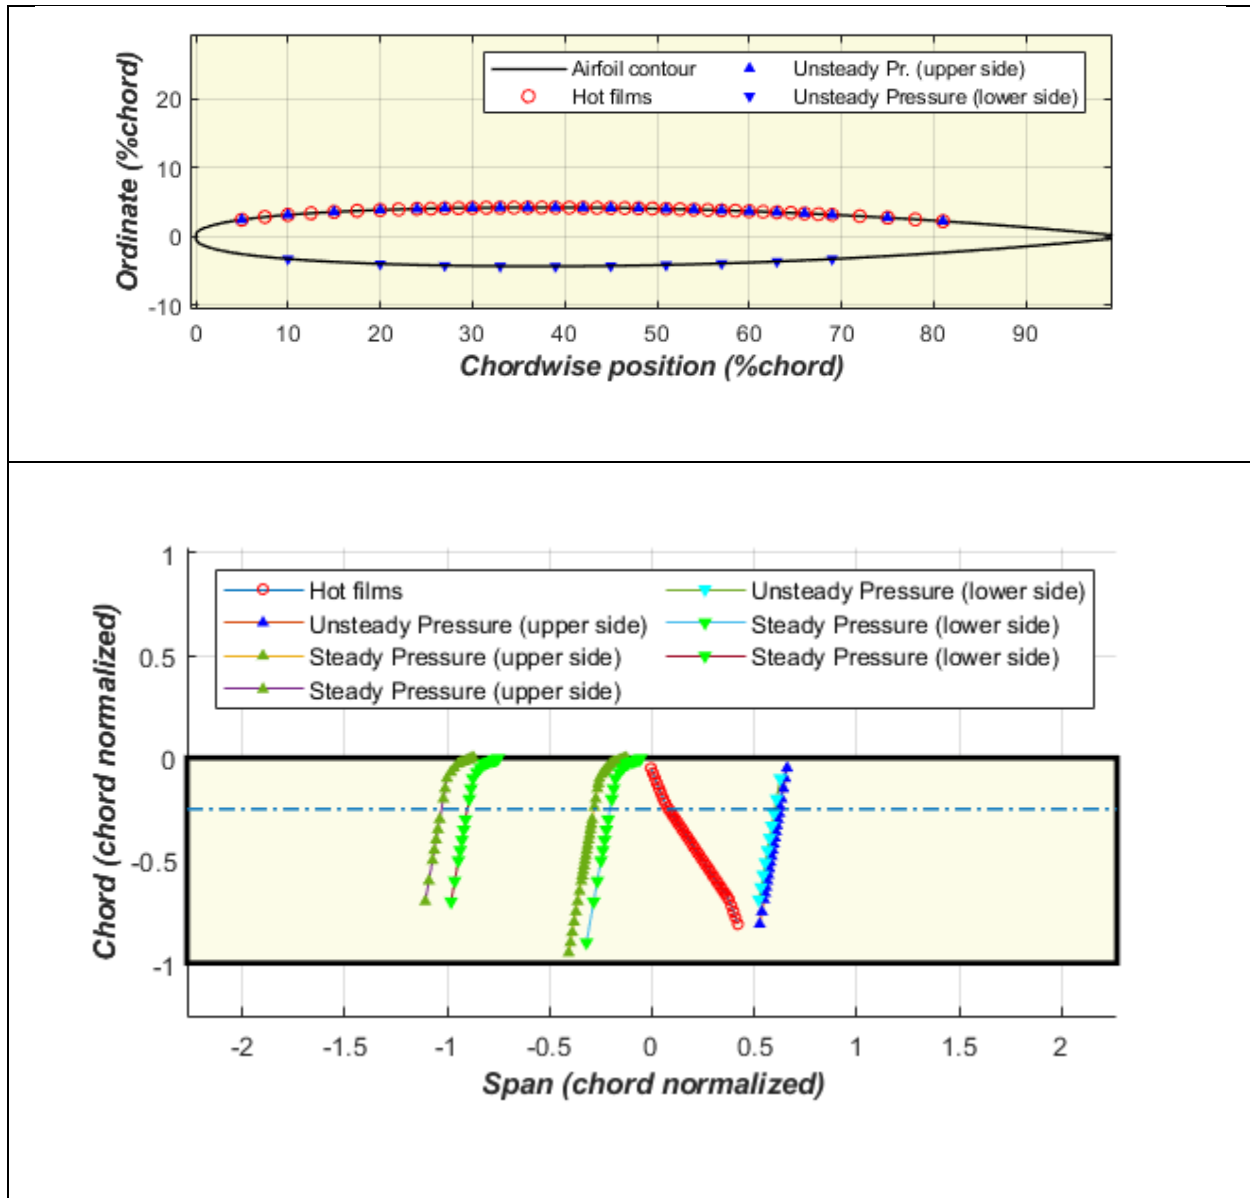 Airfoil contour
Hot films
Unsteady Pr. (upper side)
Unsteady Pressure (lower side)
Ordinate (%chord)
20
10
0
-10
0 10 20 30 40 50 60 70 80 90
Chordwise position (%chord)
Hot films
Unsteady Pressure (upper side)
Steady Pressure (upper side)
Steady Pressure (upper side)
Unsteady Pressure (lower side)
Steady Pressure (lower side)
Steady Pressure (lower side)
Chord (chord normalized)
1
0.5
0
-0.5
-1
-2 -1.5 -1 -0.5 0 0.5 1 1.5 2
Span (chord normalized)